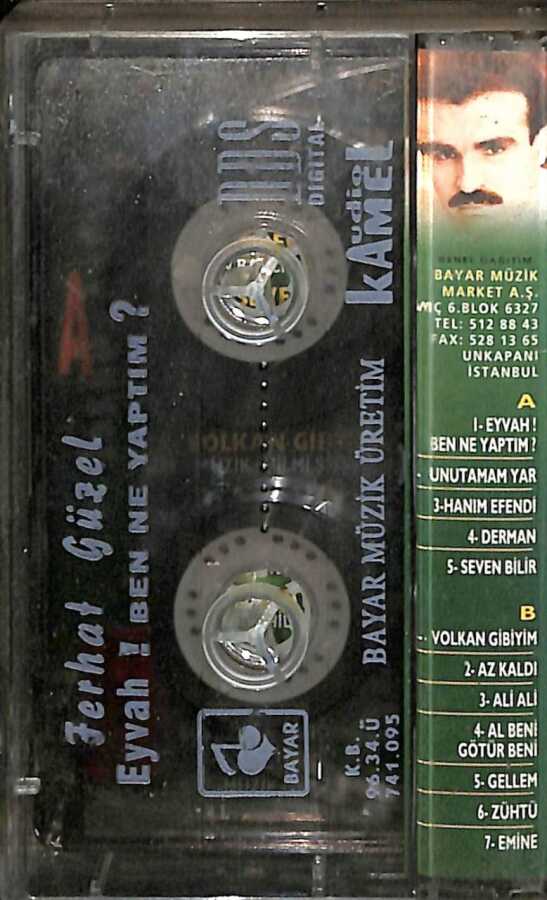 A
Ferhat Güzel
Eyvah ! BEN NE YAPTIM ?
DDS
DIGITAL
audio
KAMEL
BAYAR MÜZİK ÜRETİM
BAYAR
K.B.
96.34.Ü
741.095
GENEL DAĞITIM
BAYAR MÜZİK
MARKET A.Ş.
MÇ 6.BLOK 6327
TEL: 512 88 43
FAX: 528 13 65
UNKAPANI
İSTANBUL
A
1- EYVAH !
BEN NE YAPTIM ?
UNUTAMAM YAR
3-HANIM EFENDİ
4- DERMAN
5- SEVEN BİLİR
B
VOLKAN GİBİYİM
2- AZ KALDI
3- ALİ ALİ
4- AL BENİ
GÖTÜR BENİ
5- GELLEM
6- ZÜHTÜ
7- EMİNE